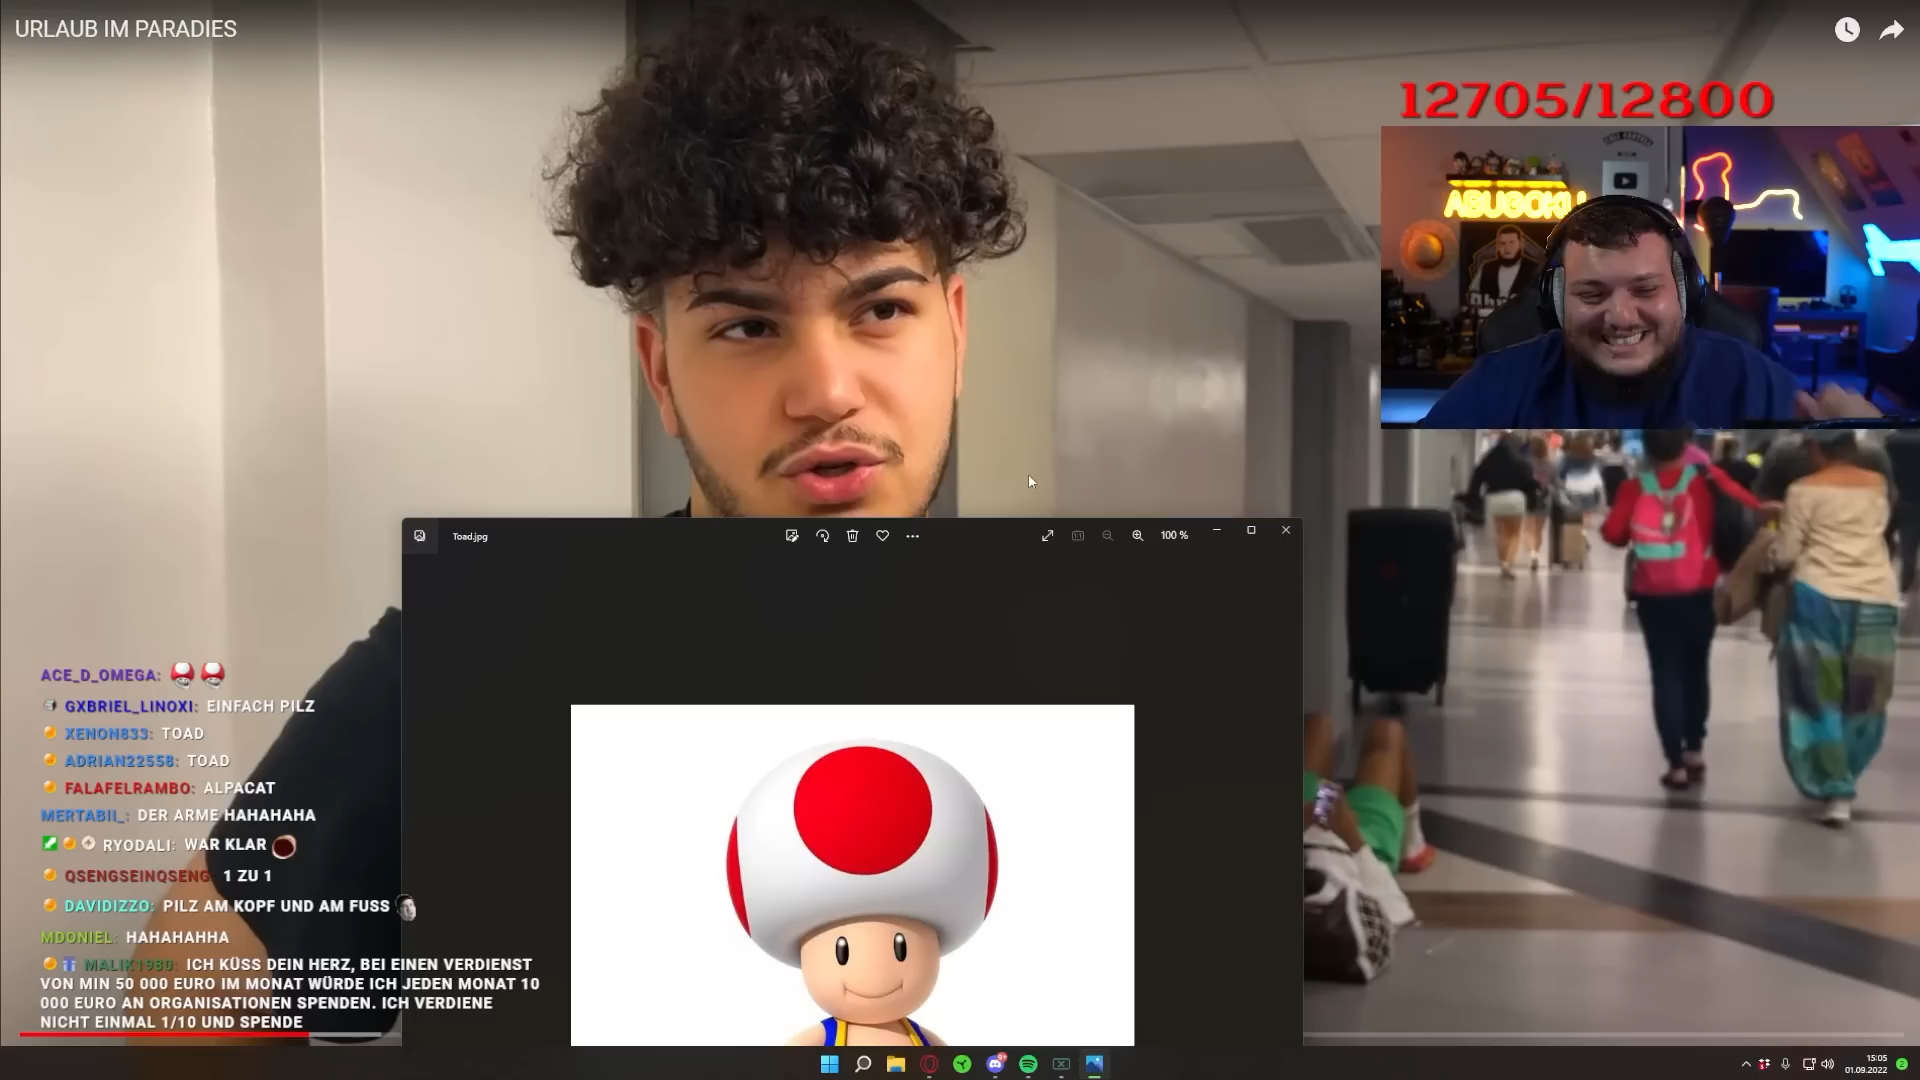 URLAUB IM PARADIES
12705/12800
ABUGOKU
Toad.jpg
100 %
ACE_D_OMEGA:
GXBRIEL_LINOXI: EINFACH PILZ
XENON833: TOAD
ADRIAN22558: TOAD
FALAFELRAMBO: ALPACAT
MERTABII_: DER ARME HAHAHAHA
RYODALI: WAR KLAR
QSENGSEINQSENG: 1 ZU 1
DAVIDIZZO: PILZ AM KOPF UND AM FUSS
MDONIEL: HAHAHAHHA
MALIK1980: ICH KÜSS DEIN HERZ, BEI EINEN VERDIENST
VON MIN 50 000 EURO IM MONAT WÜRDE ICH JEDEN MONAT 10
000 EURO AN ORGANISATIONEN SPENDEN. ICH VERDIENE
NICHT EINMAL 1/10 UND SPENDE
15:05
01.09.2022